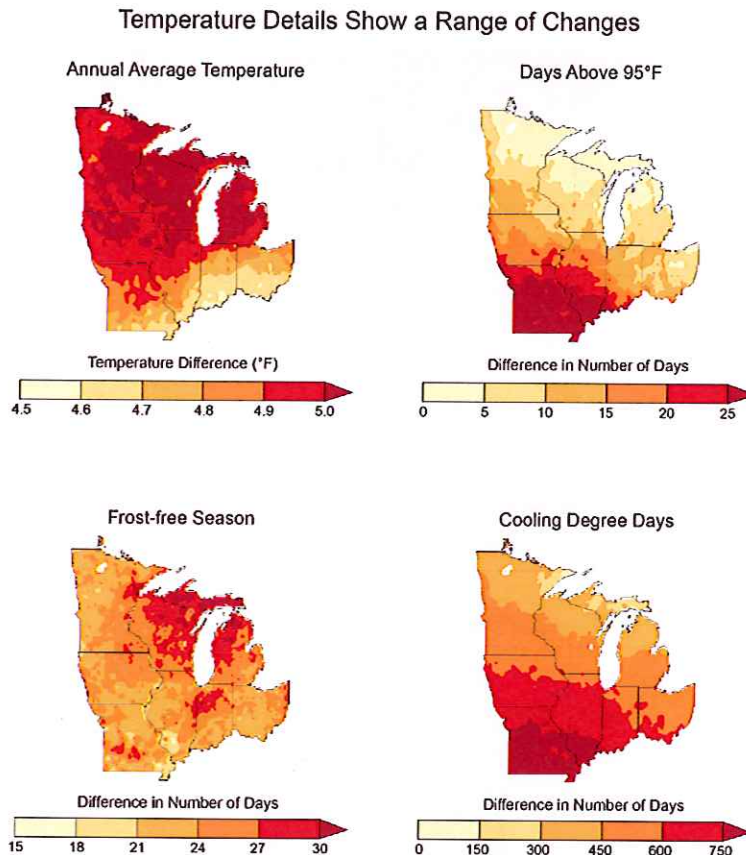 Temperature Details Show a Range of Changes
Annual Average Temperature
Days Above 95°F
Temperature Difference (°F)
4.5 4.6 4.7 4.8 4.9 5.0
Difference in Number of Days
0 5 10 15 20 25
Frost-free Season
Cooling Degree Days
Difference in Number of Days
15 18 21 24 27 30
Difference in Number of Days
0 150 300 450 600 750